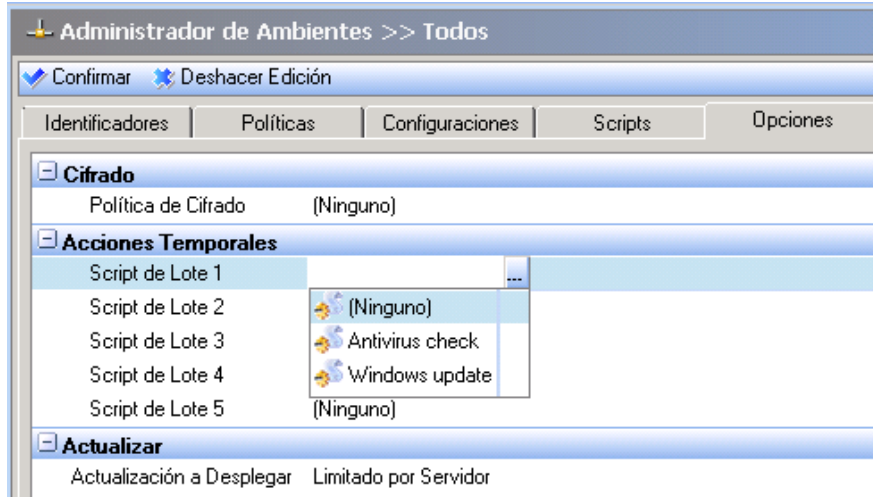 Administrador de Ambientes >> Todos
Confirmar Deshacer Edición
Identificadores Políticas Configuraciones Scripts Opciones
Cifrado
Política de Cifrado (Ninguno)
Acciones Temporales
Script de Lote 1 ...
Script de Lote 2 (Ninguno)
Script de Lote 3 Antivirus check
Script de Lote 4 Windows update
Script de Lote 5 (Ninguno)
Actualizar
Actualización a Desplegar Limitado por Servidor